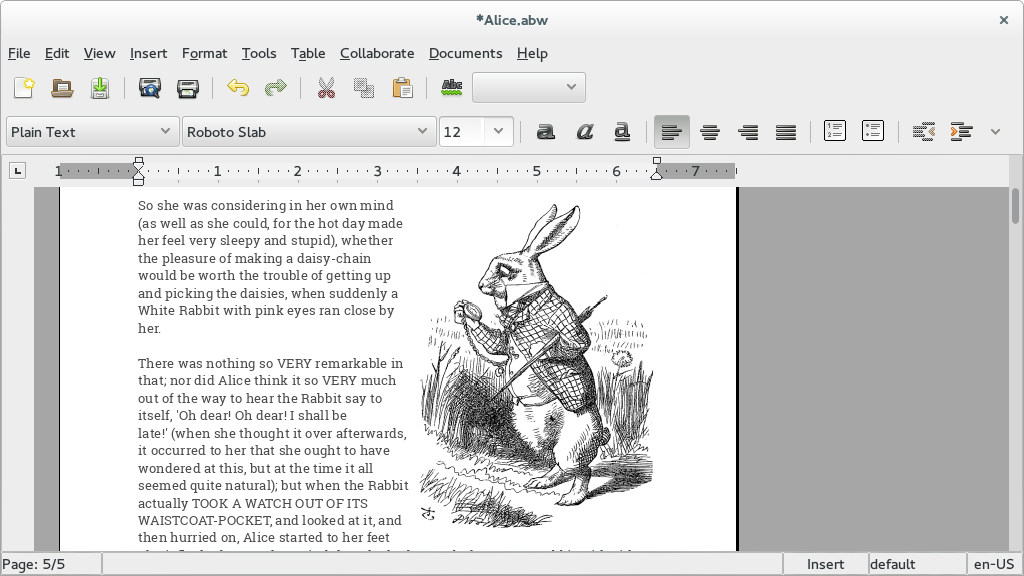 *Alice.abw
File Edit View Insert Format Tools Table Collaborate Documents Help
Abc
Plain Text Roboto Slab 12 a a a
1 1 2 3 4 5 6 7
So she was considering in her own mind
(as well as she could, for the hot day made
her feel very sleepy and stupid), whether
the pleasure of making a daisy-chain
would be worth the trouble of getting up
and picking the daisies, when suddenly a
White Rabbit with pink eyes ran close by
her.
There was nothing so VERY remarkable in
that; nor did Alice think it so VERY much
out of the way to hear the Rabbit say to
itself, 'Oh dear! Oh dear! I shall be
late!' (when she thought it over afterwards,
it occurred to her that she ought to have
wondered at this, but at the time it all
seemed quite natural); but when the Rabbit
actually TOOK A WATCH OUT OF ITS
WAISTCOAT-POCKET, and looked at it, and
then hurried on, Alice started to her feet
Page: 5/5 Insert default en-US